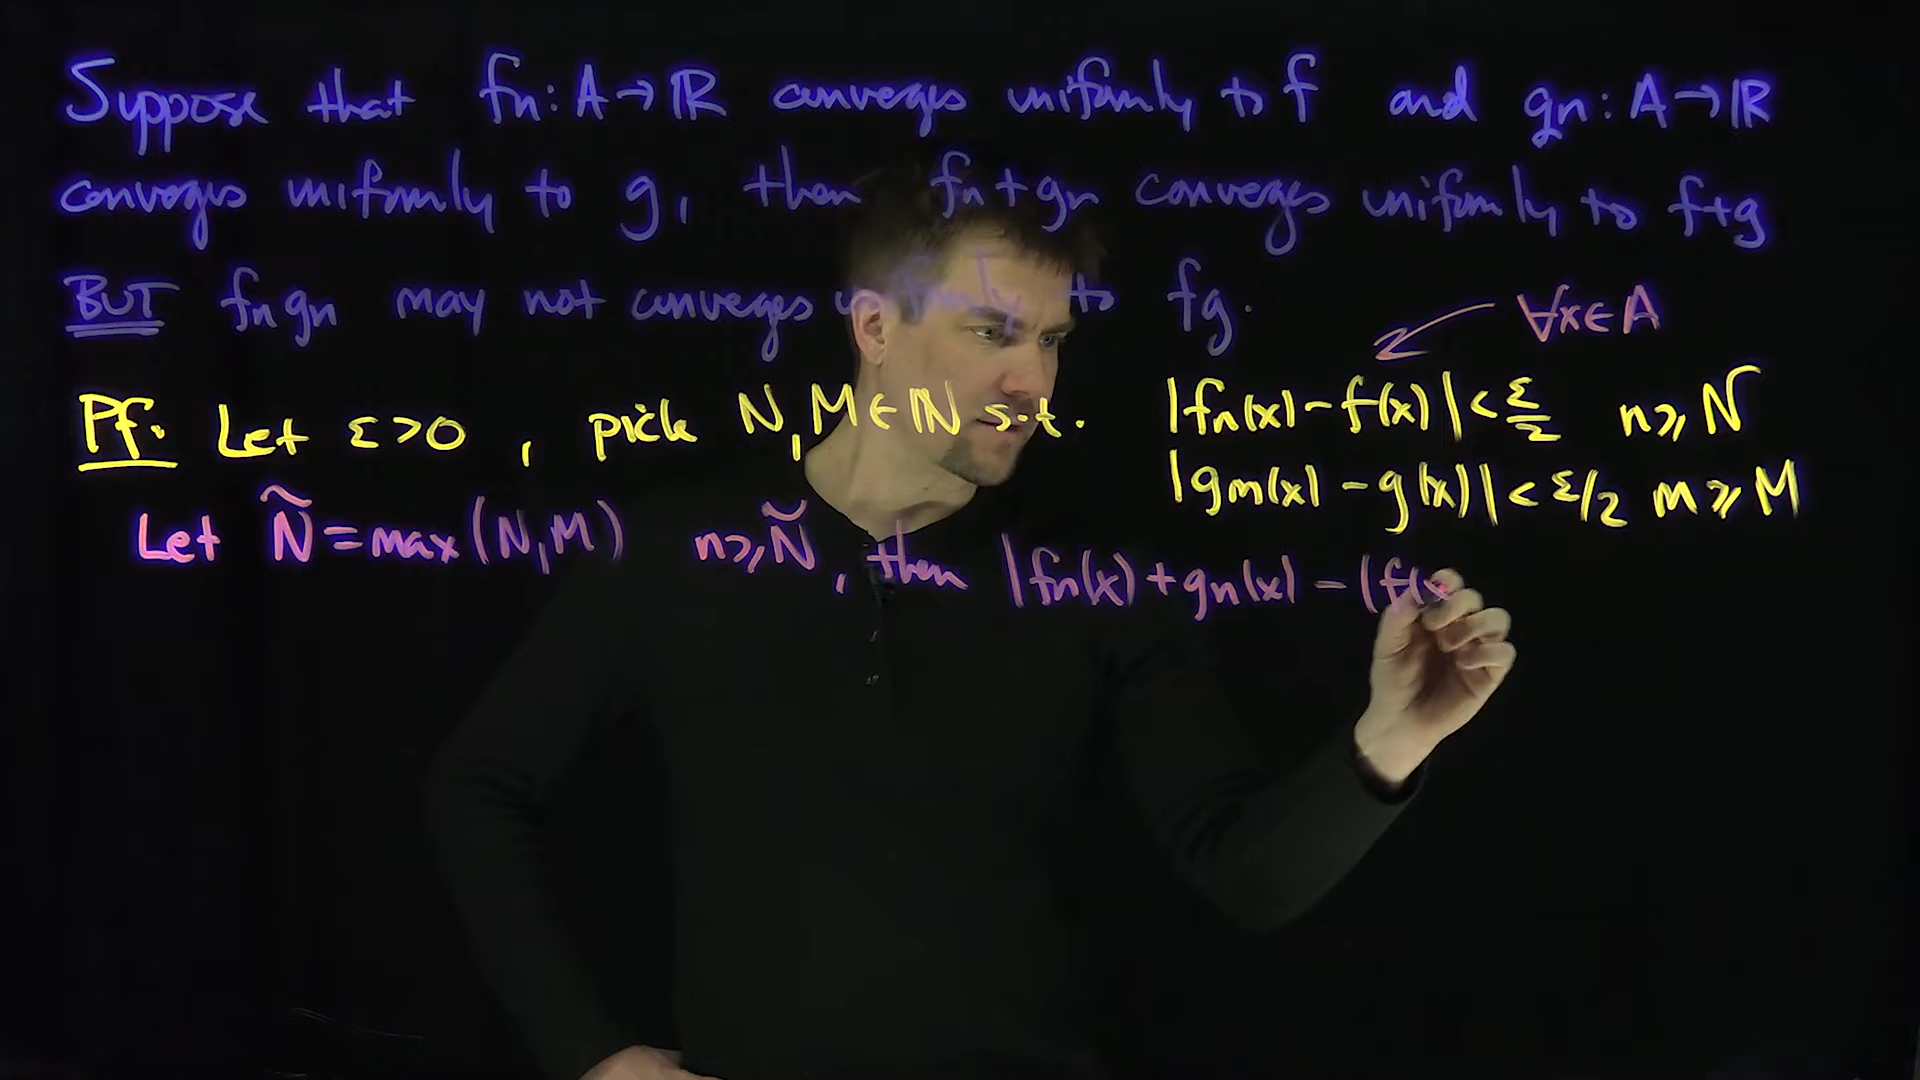 Suppose that fn: A→ℝ converges uniformly to f and gn: A→ℝ
converges uniformly to g, then fn+gn converges uniformly to f+g
BUT fngn may not converges uniformly to fg.
∀x∈A
Pf: Let ε>0, pick N,M∈ℕ s.t. |fn(x)-f(x)|<ε/2 n≥N
|gm(x)-g(x)|<ε/2 m≥M
Let Ñ=max(N,M) n≥Ñ, then |fn(x)+gn(x)-(f(x